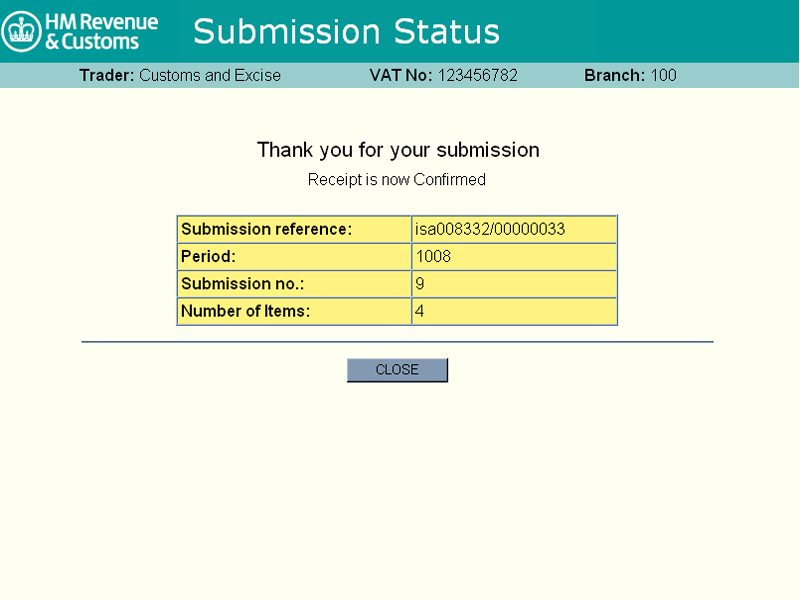 HM Revenue
& Customs
Submission Status
Trader: Customs and Excise VAT No: 123456782 Branch: 100
Thank you for your submission
Receipt is now Confirmed
Submission reference: isa008332/00000033
Period: 1008
Submission no.: 9
Number of Items: 4
CLOSE